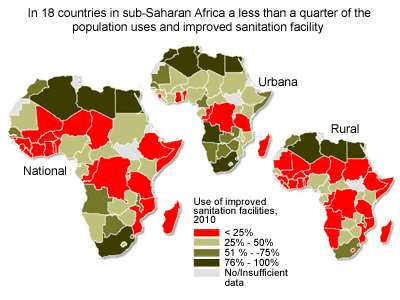 In 18 countries in sub-Saharan Africa a less than a quarter of the
population uses and improved sanitation facility
Urbana
Rural
National
Use of improved
sanitation facilities,
2010
< 25%
25% - 50%
51 % - -75%
76% - 100%
No/Insufficient
data